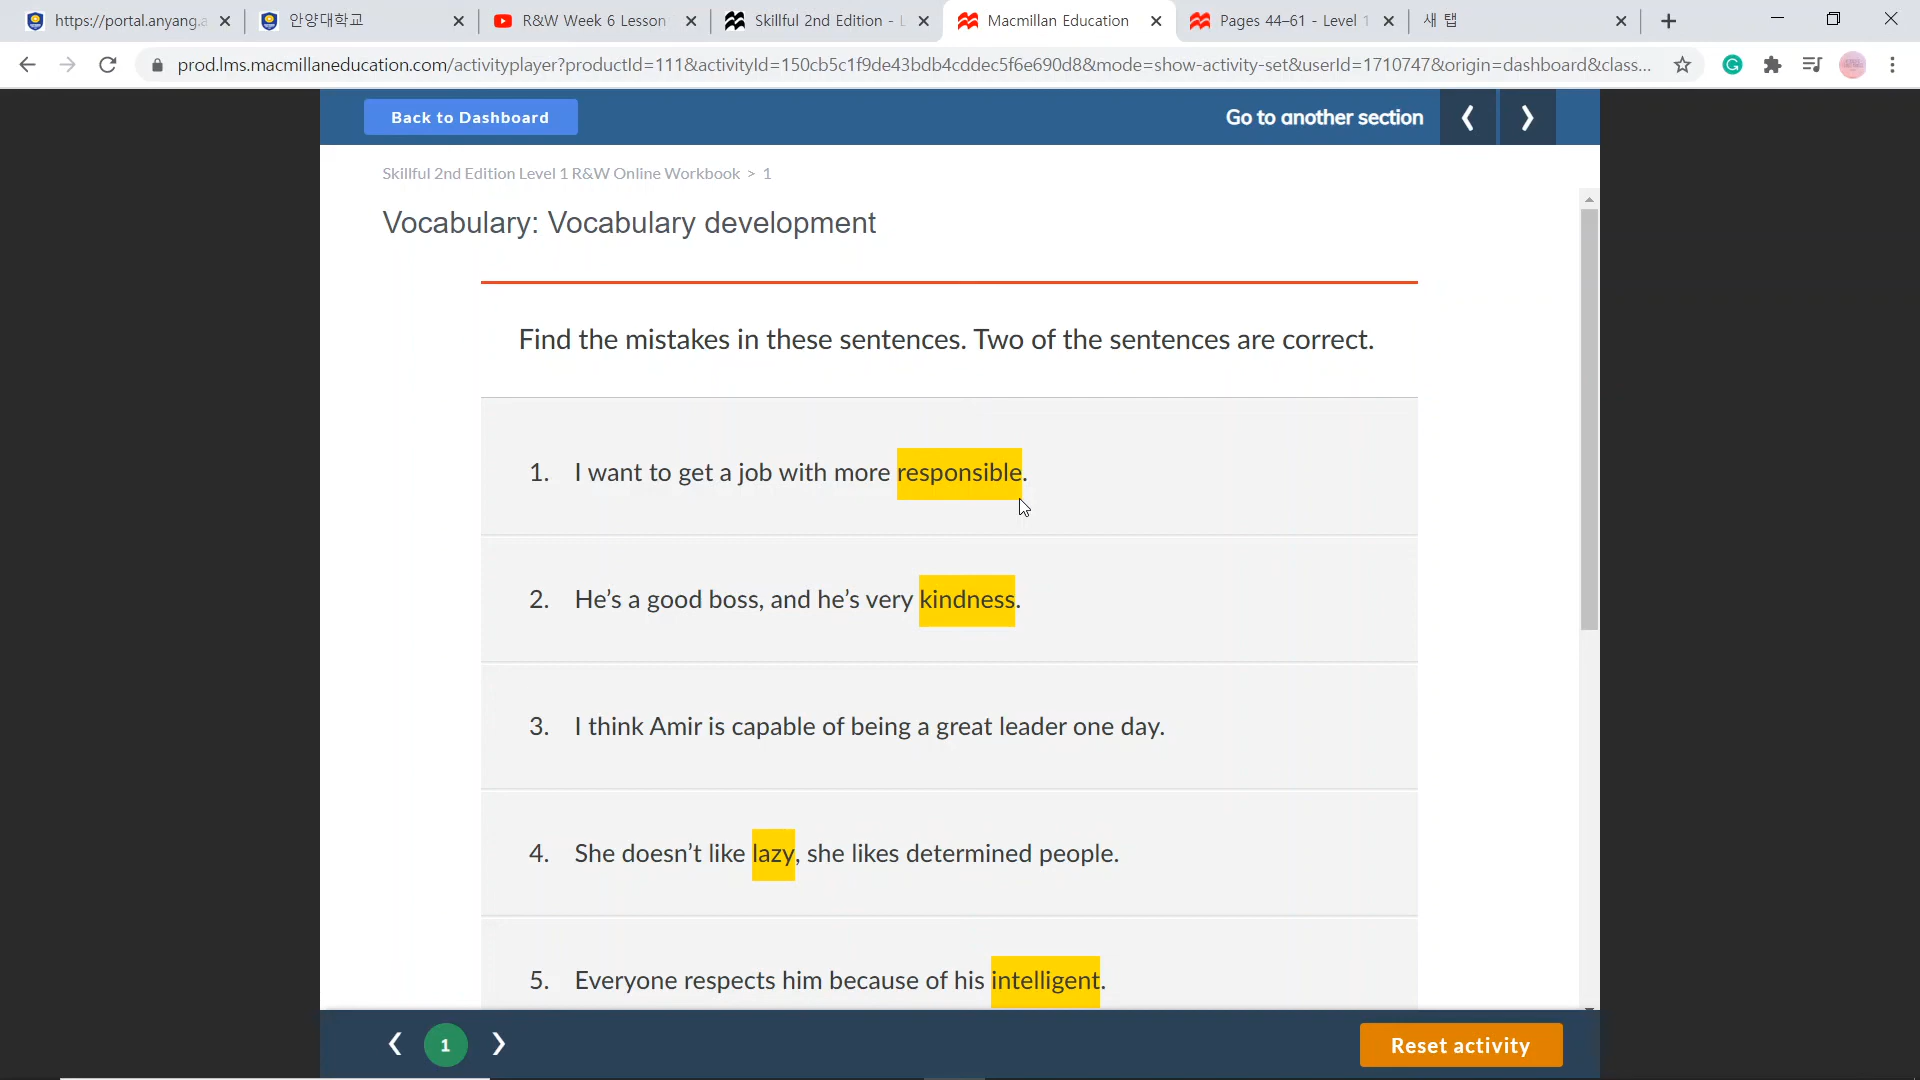 https://portal.anyang.a
안양대학교
R&W Week 6 Lesson
Skillful 2nd Edition - L
Macmillan Education
Pages 44–61 - Level 1
새 탭
prod.lms.macmillaneducation.com/activityplayer?productId=111&activityId=150cb5c1f9de43bdb4cddec5f6e690d8&mode=show-activity-set&userId=1710747&origin=dashboard&class...
Back to Dashboard
Go to another section
Skillful 2nd Edition Level 1 R&W Online Workbook > 1
Vocabulary: Vocabulary development
Find the mistakes in these sentences. Two of the sentences are correct.
1. I want to get a job with more responsible.
2. He’s a good boss, and he’s very kindness.
3. I think Amir is capable of being a great leader one day.
4. She doesn’t like lazy, she likes determined people.
5. Everyone respects him because of his intelligent.
1
Reset activity